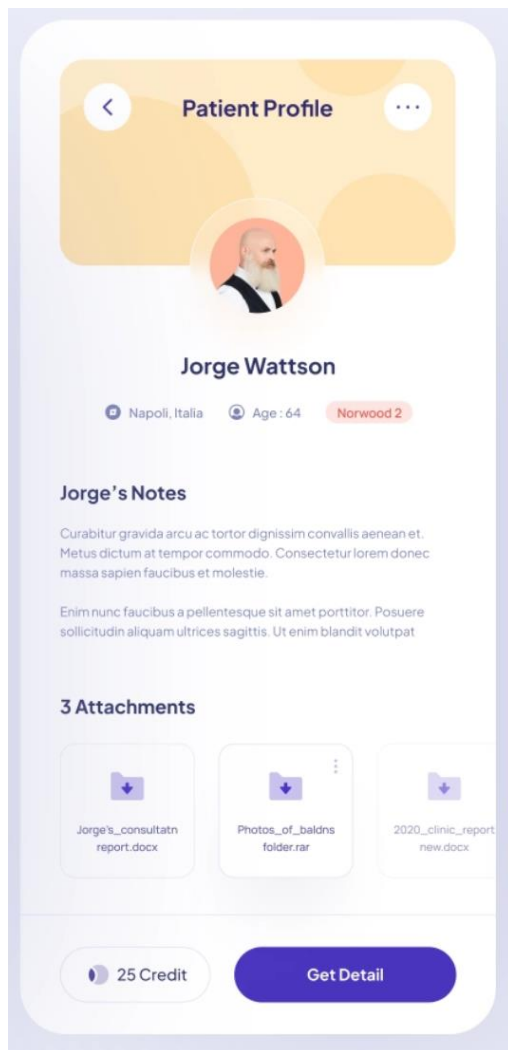 Patient Profile
Jorge Wattson
Napoli, Italia
Age : 64
Norwood 2
Jorge's Notes
Curabitur gravida arcu ac tortor dignissim convallis aenean et.
Metus dictum at tempor commodo. Consectetur lorem donec
massa sapien faucibus et molestie.
Enim nunc faucibus a pellentesque sit amet porttitor. Posuere
sollicitudin aliquam ultrices sagittis. Ut enim blandit volutpat
3 Attachments
Jorge's_consultatn
report.docx
Photos_of_baldns
folder.rar
2020_clinic_report
new.docx
25 Credit
Get Detail